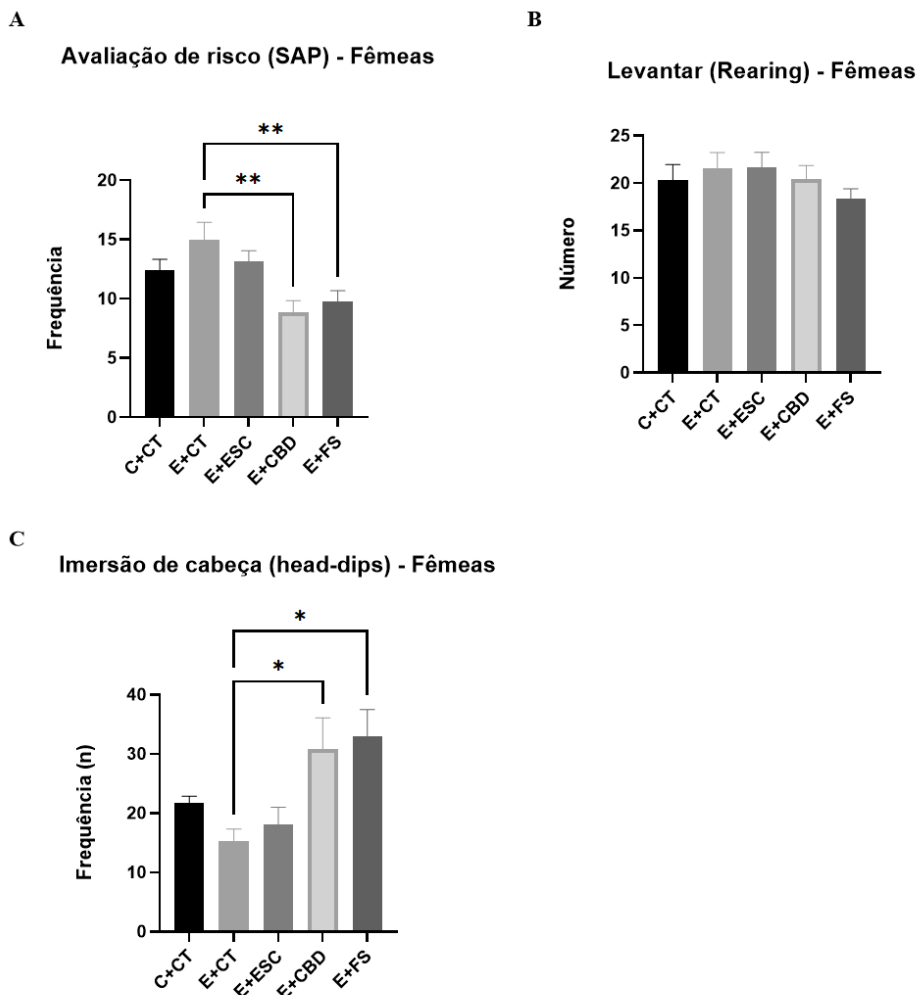 A
Avaliação de risco (SAP) - Fêmeas
**
**
20
15
10
5
0
Frequência
C+CT
E+CT
E+ESC
E+CBD
E+FS
B
Levantar (Rearing) - Fêmeas
25
20
15
10
5
0
Número
C+CT
E+CT
E+ESC
E+CBD
E+FS
C
Imersão de cabeça (head-dips) - Fêmeas
*
*
40
30
20
10
0
Frequência (n)
C+CT
E+CT
E+ESC
E+CBD
E+FS